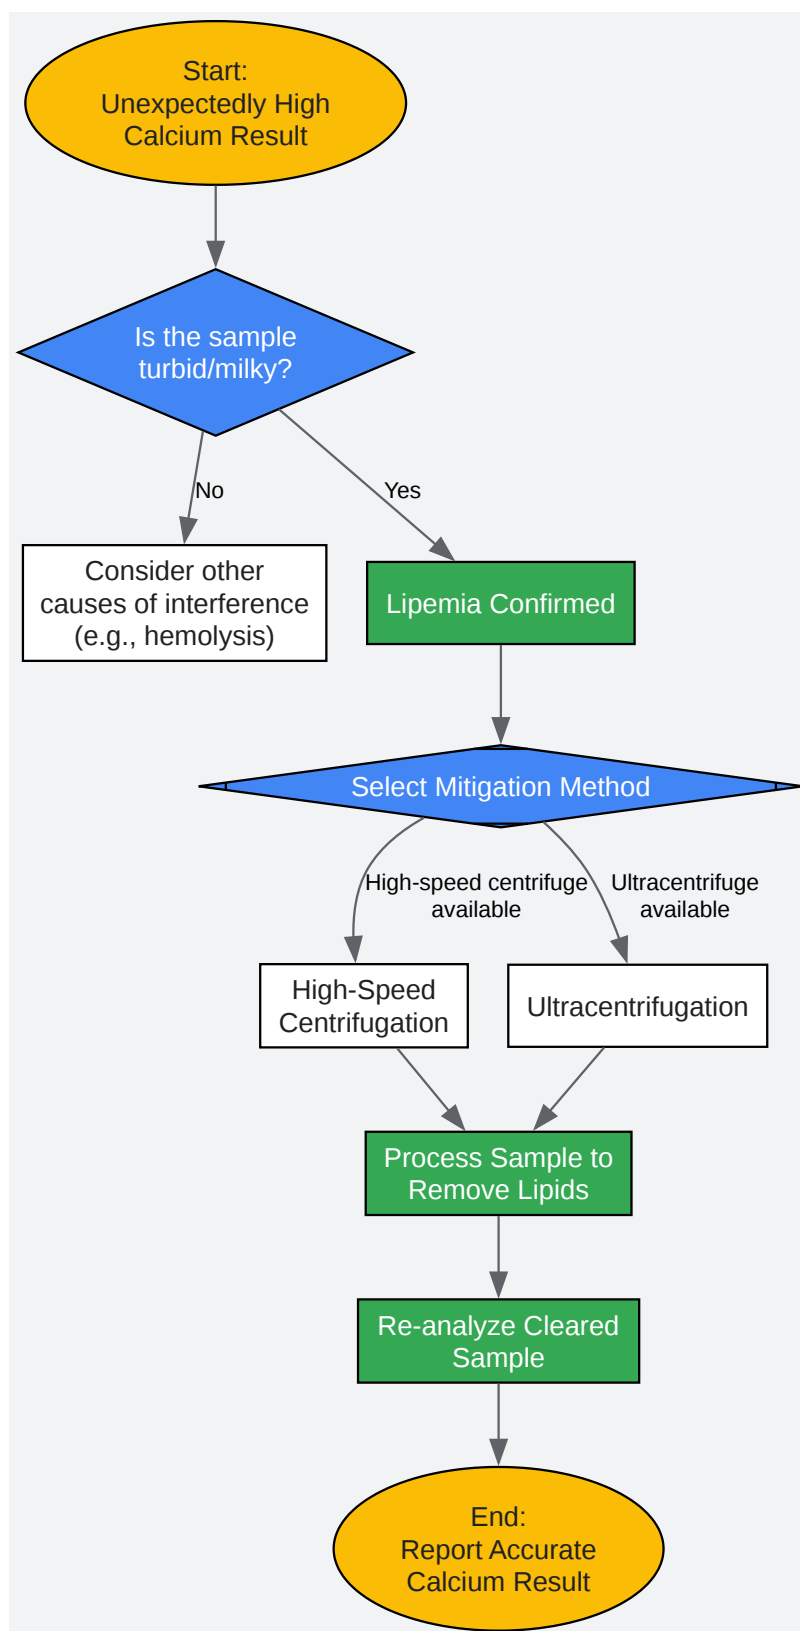 Start:
Unexpectedly High
Calcium Result
Is the sample
turbid/milky?
No
Yes
Consider other
causes of interference
(e.g., hemolysis)
Lipemia Confirmed
Select Mitigation Method
High-speed centrifuge
available
Ultracentrifuge
available
High-Speed
Centrifugation
Ultracentrifugation
Process Sample to
Remove Lipids
Re-analyze Cleared
Sample
End:
Report Accurate
Calcium Result